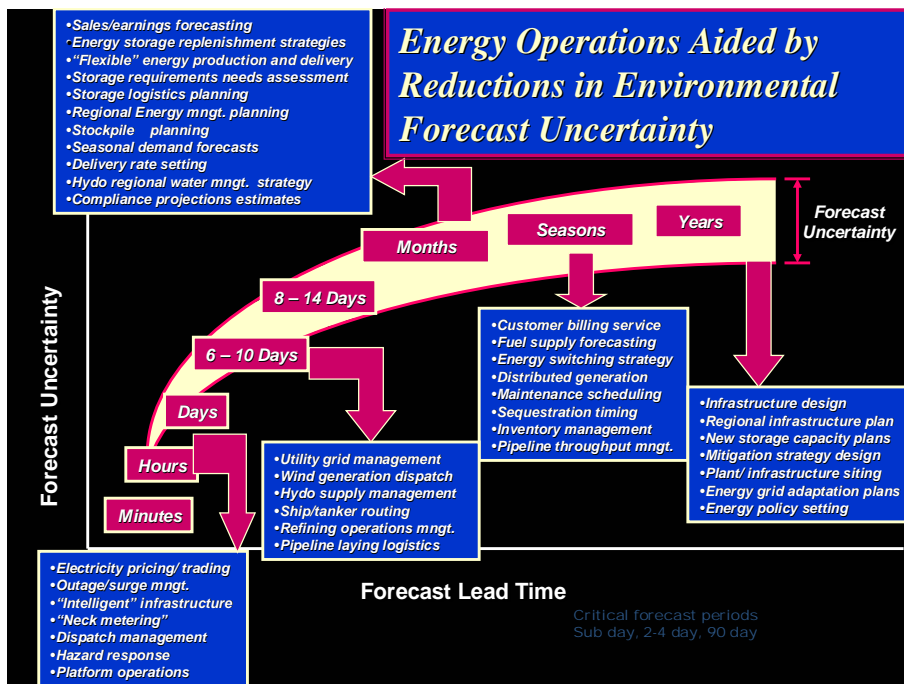 Energy Operations Aided by
Reductions in Environmental
Forecast Uncertainty
•Sales/earnings forecasting
•Energy storage replenishment strategies
•“Flexible” energy production and delivery
•Storage requirements needs assessment
•Storage logistics planning
•Regional Energy mngt. planning
•Stockpile planning
•Seasonal demand forecasts
•Delivery rate setting
•Hydo regional water mngt. strategy
•Compliance projections estimates
Forecast
Uncertainty
Years
Seasons
Months
8 – 14 Days
6 – 10 Days
Days
Hours
Minutes
Forecast Uncertainty
•Customer billing service
•Fuel supply forecasting
•Energy switching strategy
•Distributed generation
•Maintenance scheduling
•Sequestration timing
•Inventory management
•Pipeline throughput mngt.
•Infrastructure design
•Regional infrastructure plan
•New storage capacity plans
•Mitigation strategy design
•Plant/ infrastructure siting
•Energy grid adaptation plans
•Energy policy setting
•Utility grid management
•Wind generation dispatch
•Hydo supply management
•Ship/tanker routing
•Refining operations mngt.
•Pipeline laying logistics
•Electricity pricing/ trading
•Outage/surge mngt.
•“Intelligent” infrastructure
•“Neck metering”
•Dispatch management
•Hazard response
•Platform operations
Forecast Lead Time
Critical forecast periods
Sub day, 2-4 day, 90 day